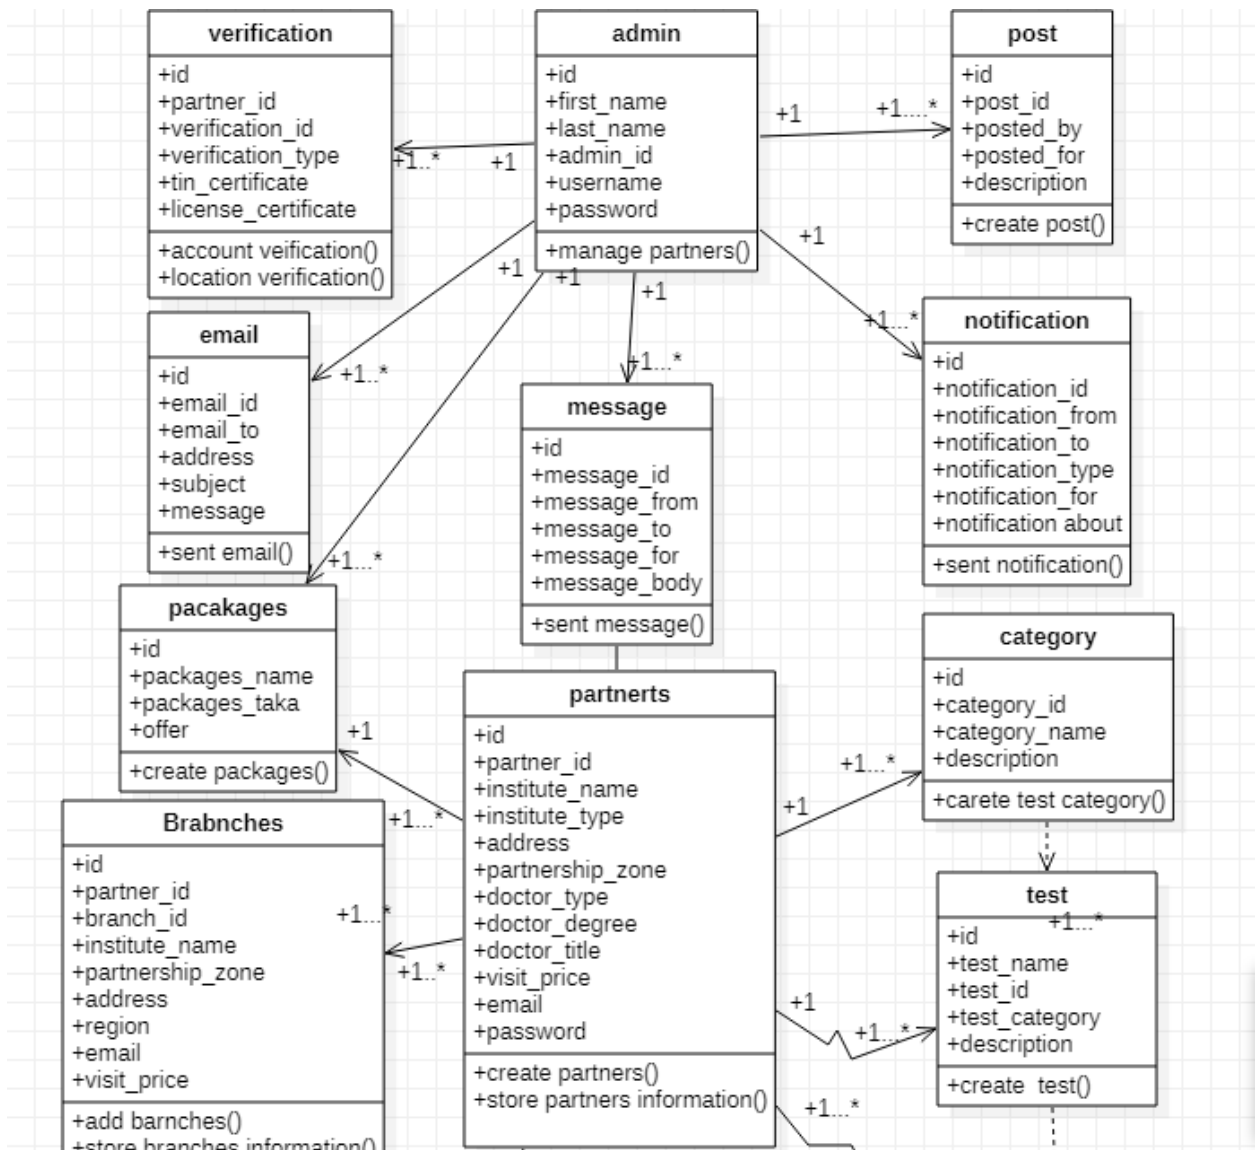 verification
+id
+partner_id
+verification_id
+verification_type
+tin_certificate
+license_certificate
+account veification()
+location verification()
admin
+id
+first_name
+last_name
+admin_id
+username
+password
+manage partners()
post
+id
+post_id
+posted_by
+posted_for
+description
+create post()
+1
+1....*
+1..*
+1
+1
+1
+1
+1
+1...*
+1..*
+1...*
+1...*
email
+id
+email_id
+email_to
+address
+subject
+message
+sent email()
message
+id
+message_id
+message_from
+message_to
+message_for
+message_body
+sent message()
notification
+id
+notification_id
+notification_from
+notification_to
+notification_type
+notification_for
+notification about
+sent notification()
pacakages
+id
+packages_name
+packages_taka
+offer
+create packages()
+1
+1...*
partnerts
+id
+partner_id
+institute_name
+institute_type
+address
+partnership_zone
+doctor_type
+doctor_degree
+doctor_title
+visit_price
+email
+password
+create partners()
+store partners information()
category
+id
+category_id
+category_name
+description
+carete test category()
+1...*
+1
Brabnches
+id
+partner_id
+branch_id
+institute_name
+partnership_zone
+address
+region
+email
+visit_price
+add barnches()
+store branches information()
+1...*
+1..*
test
+1...*
+id
+test_name
+test_id
+test_category
+description
+create  test()
+1
+1...*
+1...*